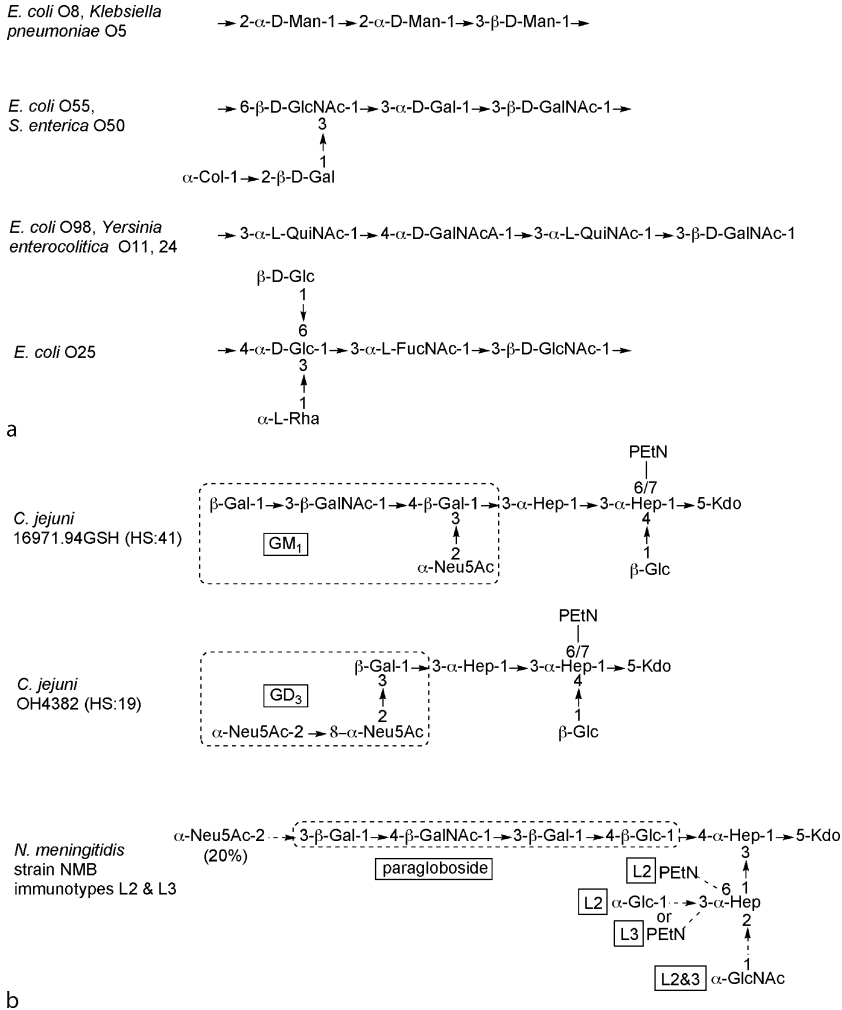 E. coli O8, Klebsiella
pneumoniae O5
→ 2-α-D-Man-1→ 2-α-D-Man-1→3-β-D-Man-1→
E. coli O55,
S. enterica O50
→ 6-β-D-GlcNAc-1→ 3-α-D-Gal-1→ 3-β-D-GalNAc-1→
3
↑
1
α-Col-1→2-β-D-Gal
E. coli O98, Yersinia
enterocolitica O11, 24
→ 3-α-L-QuiNAc-1→ 4-α-D-GalNAcA-1→3-α-L-QuiNAc-1→3-β-D-GalNAc-1
β-D-Glc
1
↓
6
E. coli O25
→ 4-α-D-Glc-1→ 3-α-L-FucNAc-1→3-β-D-GlcNAc-1→
3
↑
1
α-L-Rha
a
PEtN
6/7
C. jejuni
16971.94GSH (HS:41)
β-Gal-1→3-β-GalNAc-1→ 4-β-Gal-1→3-α-Hep-1→ 3-α-Hep-1→5-Kdo
3
4
GM1
↑
↑
2
1
α-Neu5Ac
β-Glc
PEtN
6/7
C. jejuni
OH4382 (HS:19)
β-Gal-1→3-α-Hep-1→3-α-Hep-1→5-Kdo
3
4
GD3
↑
↑
2
1
α-Neu5Ac-2 → 8–α-Neu5Ac
β-Glc
N. meningitidis
strain NMB
immunotypes L2 & L3
α-Neu5Ac-2 → 3-β-Gal-1→4-β-GalNAc-1→3-β-Gal-1→ 4-β-Glc-1→ 4-α-Hep-1→5-Kdo
(20%)
3
paragloboside
↑
L2 PEtN
6 1
L2 α-Glc-1→ 3-α-Hep
or
2
L3 PEtN
↑
1
L2&3 α-GlcNAc
b